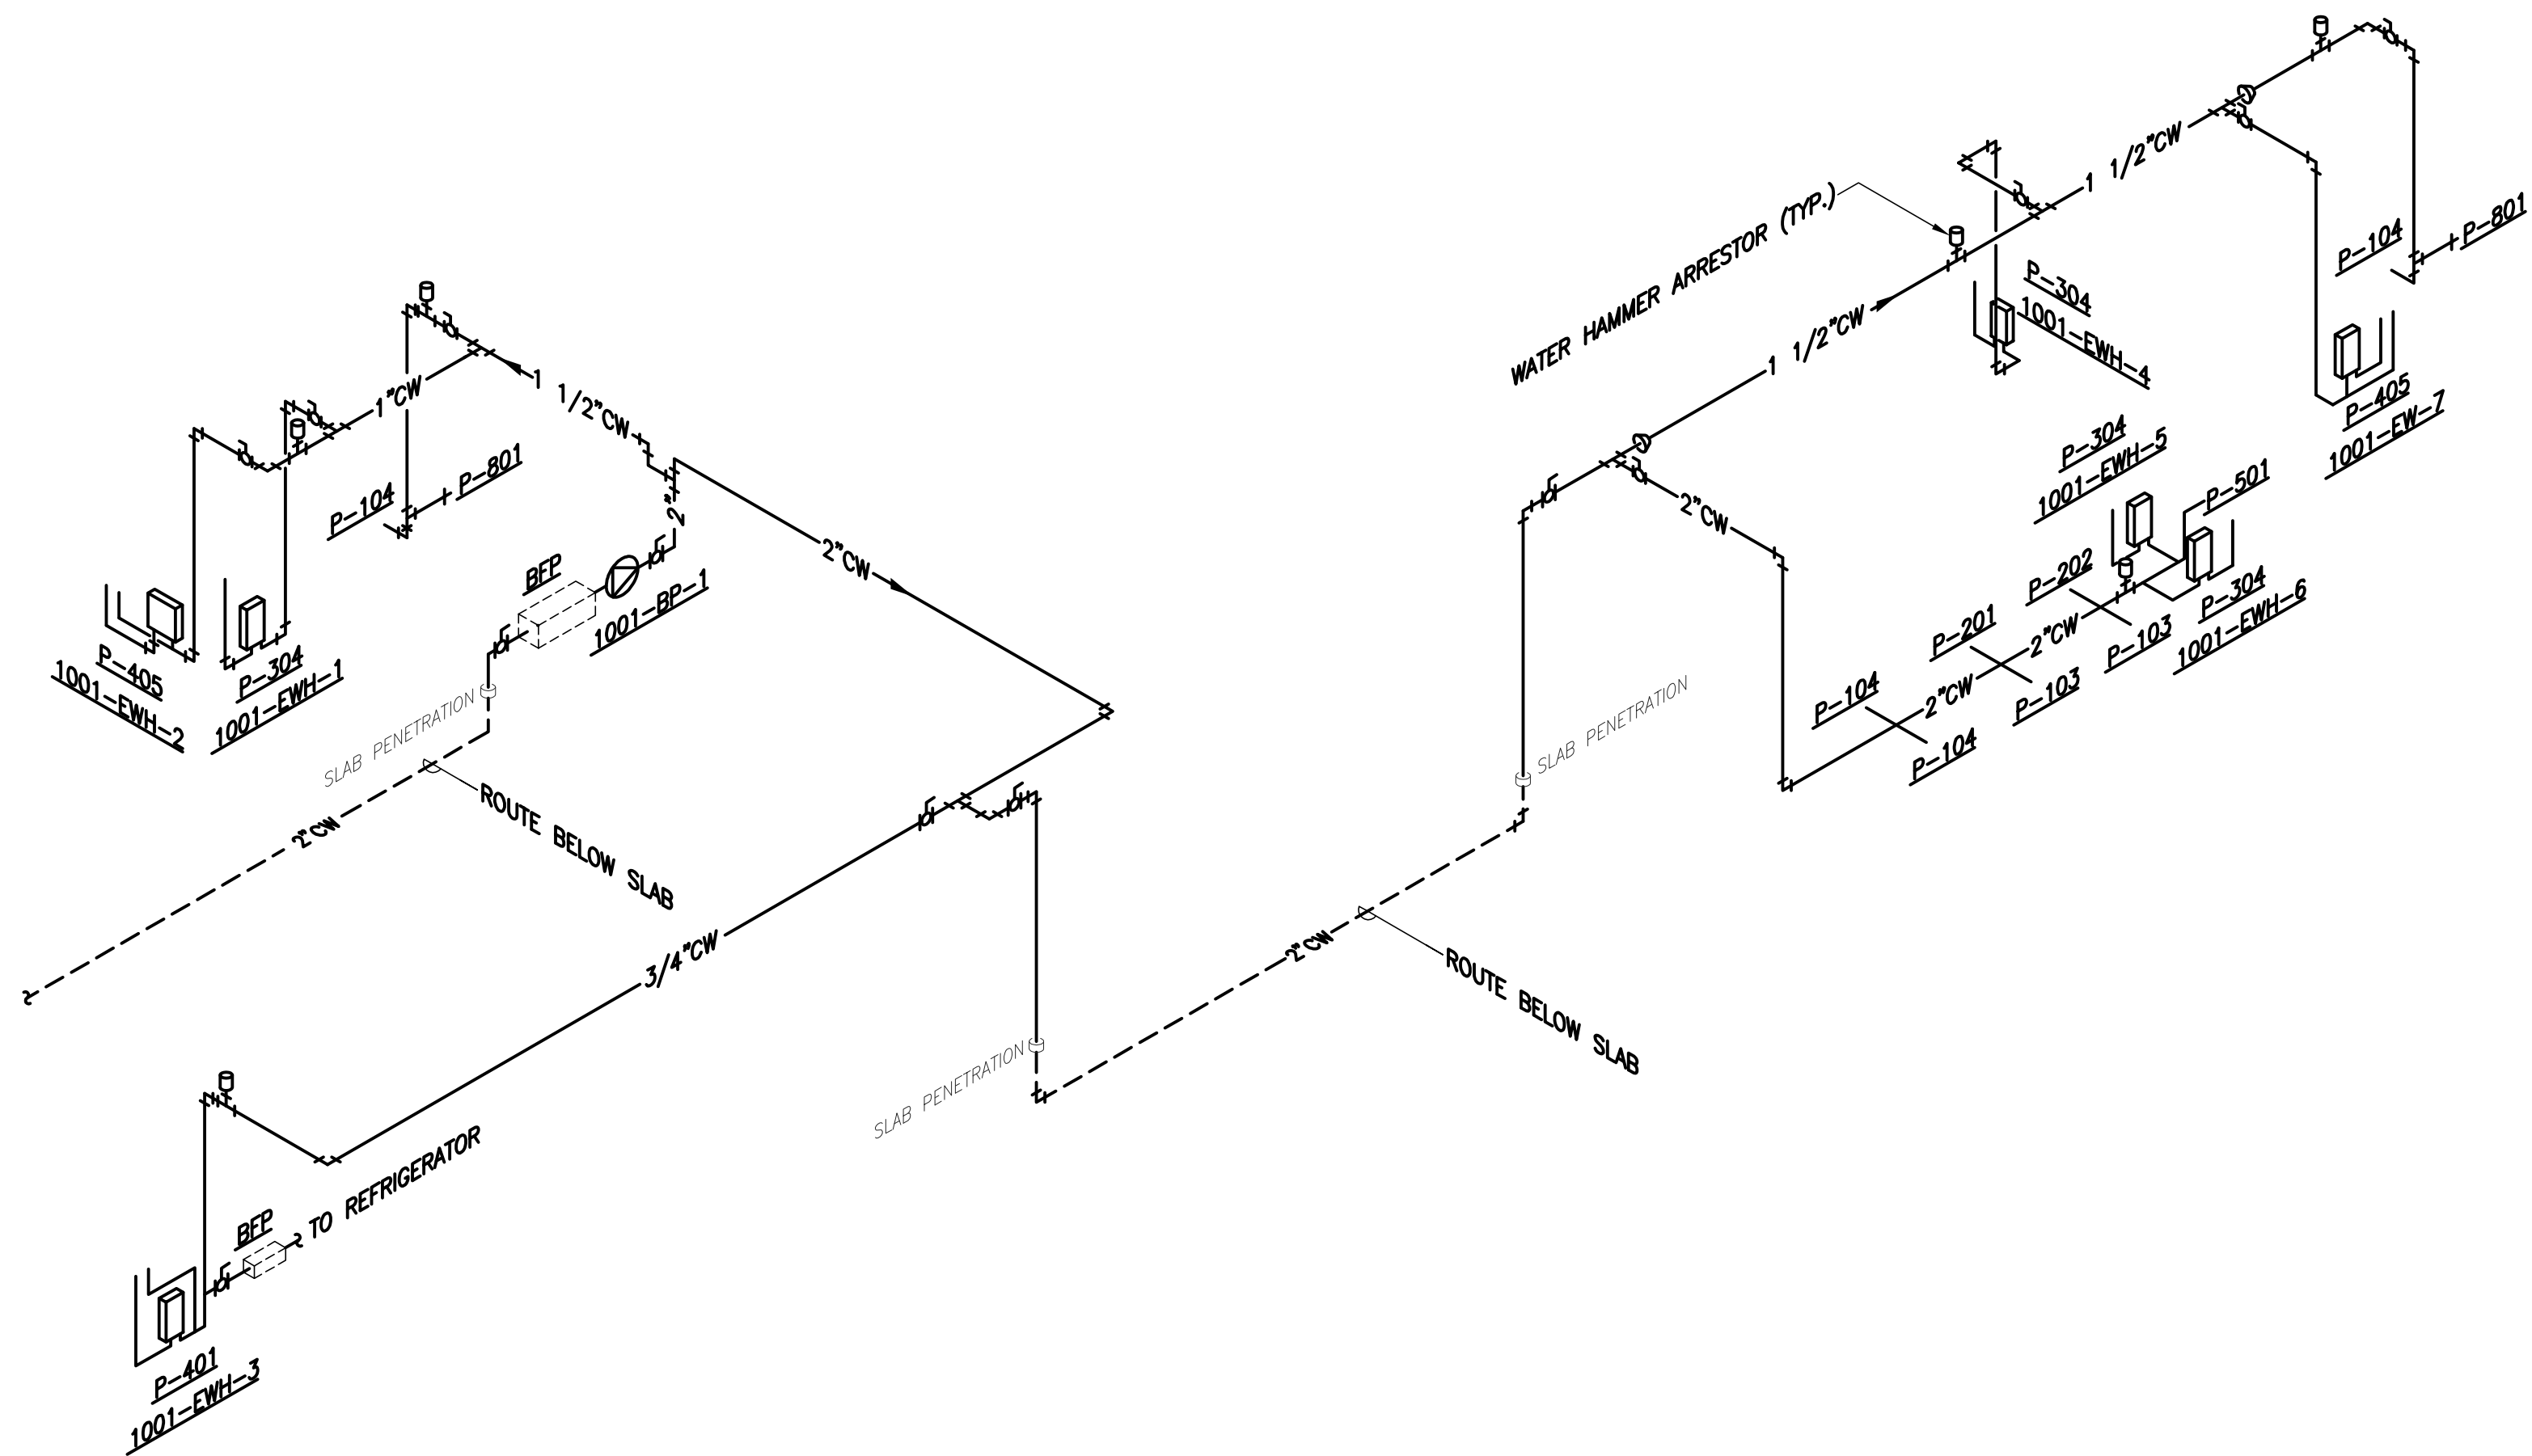 1 1/2"CW
P-801
P-104
WATER HAMMER ARRESTOR (TYP.)
P-304
1001-EWH-4
1 1/2"CW
P-405
1001-EW-7
1"CW
1 1/2"CW
P-801
P-104
2"
2"CW
BFP
1001-BP-1
P-405
1001-EWH-2
P-304
1001-EWH-1
SLAB PENETRATION
2"CW
ROUTE BELOW SLAB
2"CW
P-304
1001-EWH-5
P-501
P-202
P-304
1001-EWH-6
P-103
2"CW
P-201
P-103
2"CW
P-104
P-104
SLAB PENETRATION
3/4"CW
2"CW
ROUTE BELOW SLAB
SLAB PENETRATION
TO REFRIGERATOR
BFP
P-401
1001-EWH-3